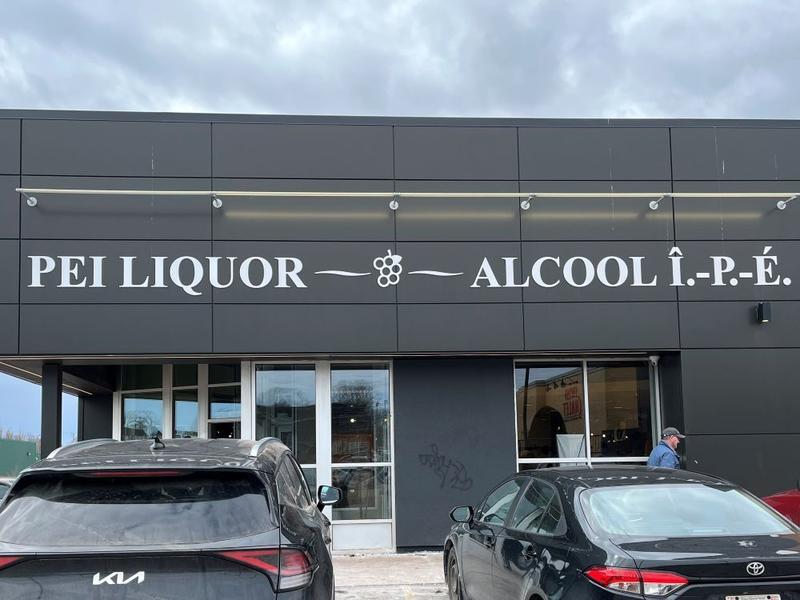 PEI LIQUOR ALCOOL Î.-P.-É.
KIA